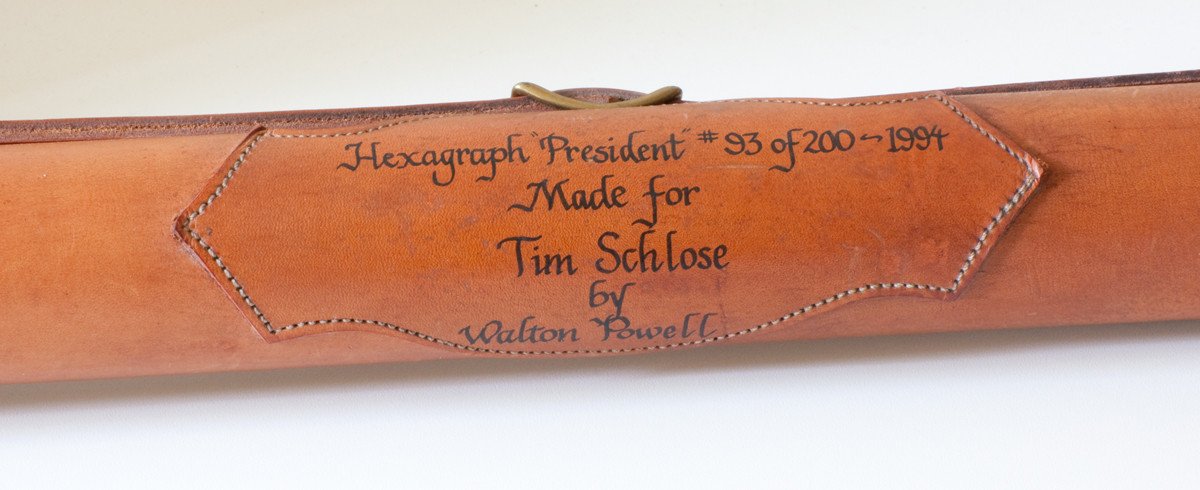 Hexagraph "President" # 93 of 200 ~ 1994
Made for
Tim Schlose
by
Walton Powell